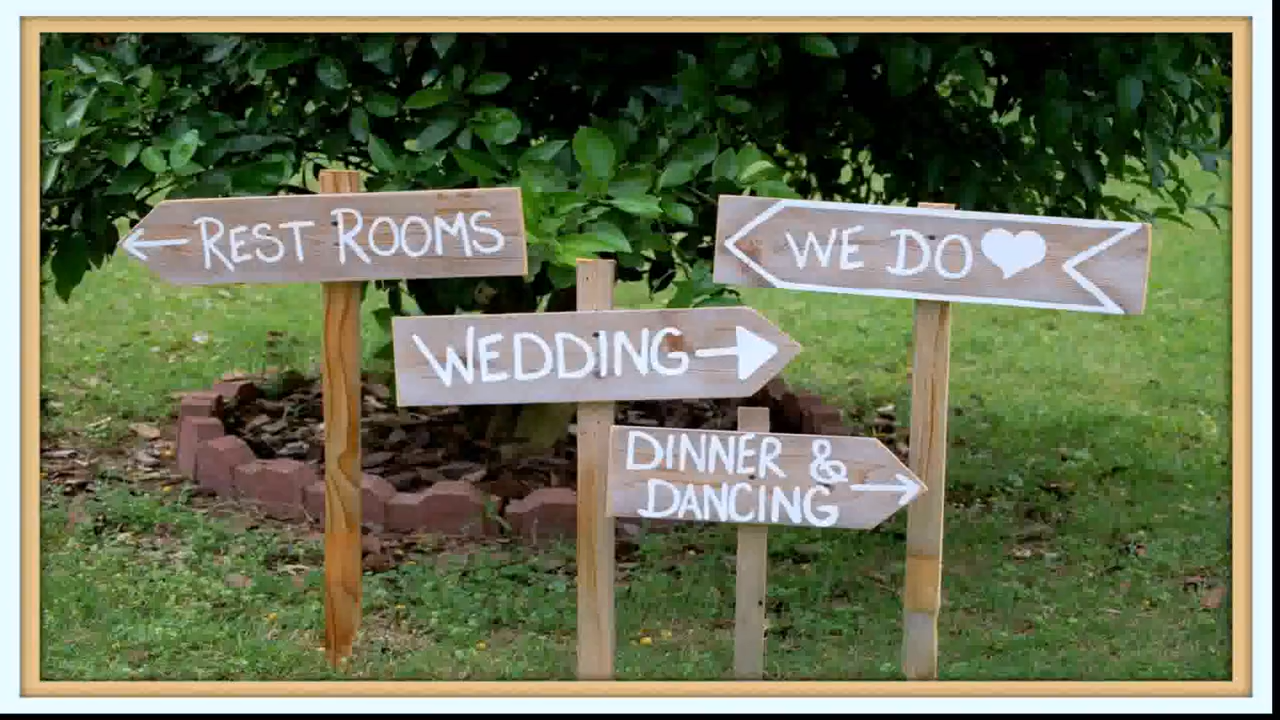 REST ROOMS
WE DO
WEDDING
DINNER &
DANCING